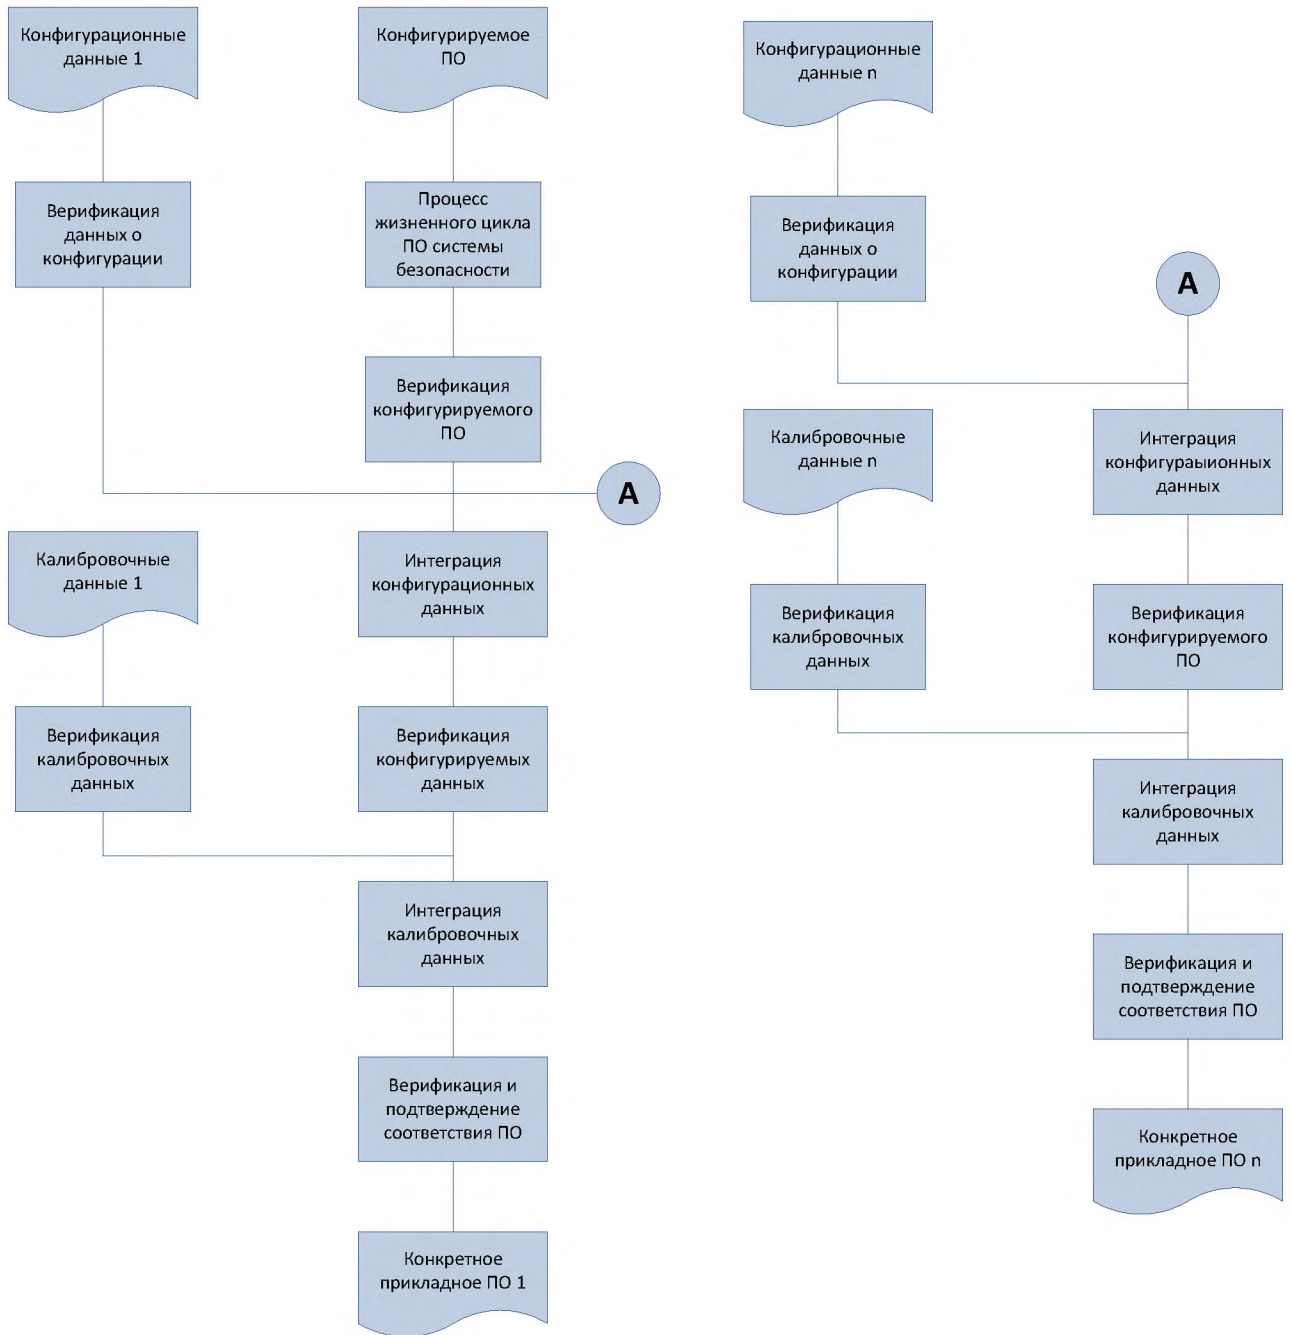 Конфигурационные
данные 1
Конфигурируемое
ПО
Верификация
данных о
конфигурации
Процесс
жизненного цикла
ПО системы
безопасности
Верификация
конфигурируемого
ПО
А
Калибровочные
данные 1
Интеграция
конфигурационных
данных
Верификация
калибровочных
данных
Верификация
конфигурируемых
данных
Интеграция
калибровочных
данных
Верификация и
подтверждение
соответствия ПО
Конкретное
прикладное ПО 1
Конфигурационные
данные n
Верификация
данных о
конфигурации
А
Калибровочные
данные n
Интеграция
конфигураыионных
данных
Верификация
калибровочных
данных
Верификация
конфигурируемого
ПО
Интеграция
калибровочных
данных
Верификация и
подтверждение
соответствия ПО
Конкретное
прикладное ПО n